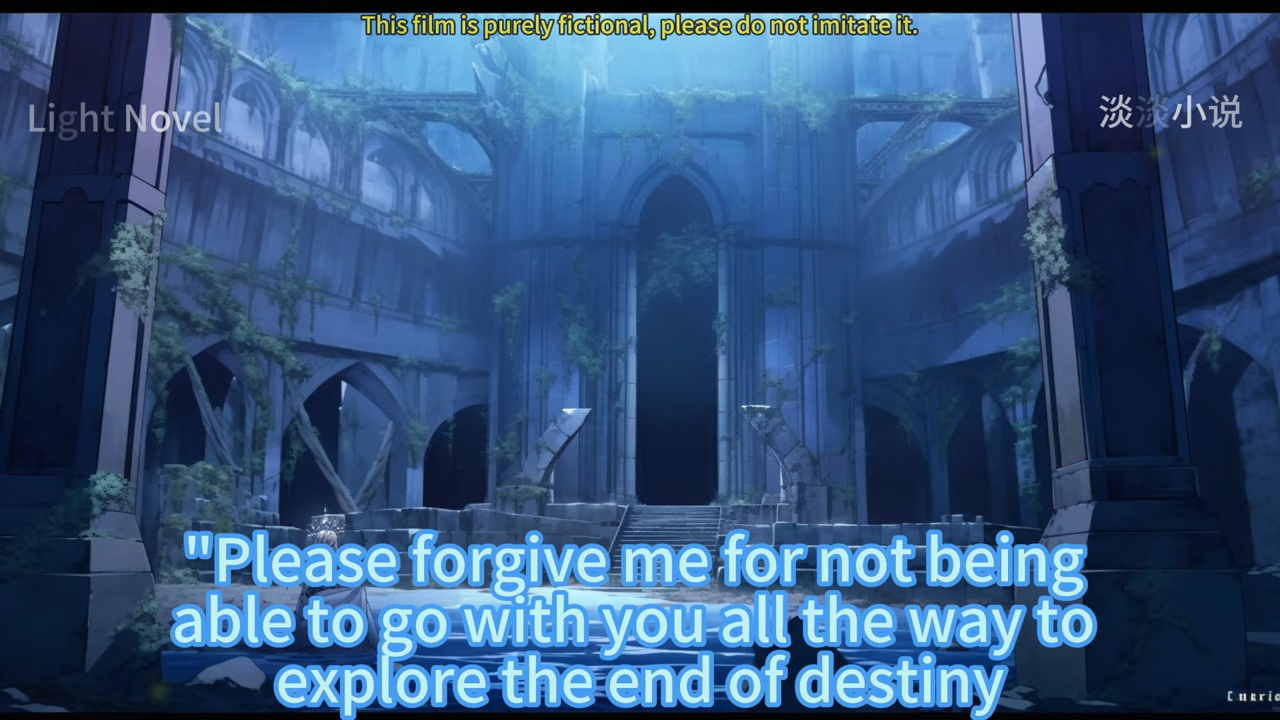 This film is purely fictional, please do not imitate it.
Light Novel
淡淡小说
"Please forgive me for not being
able to go with you all the way to
explore the end of destiny